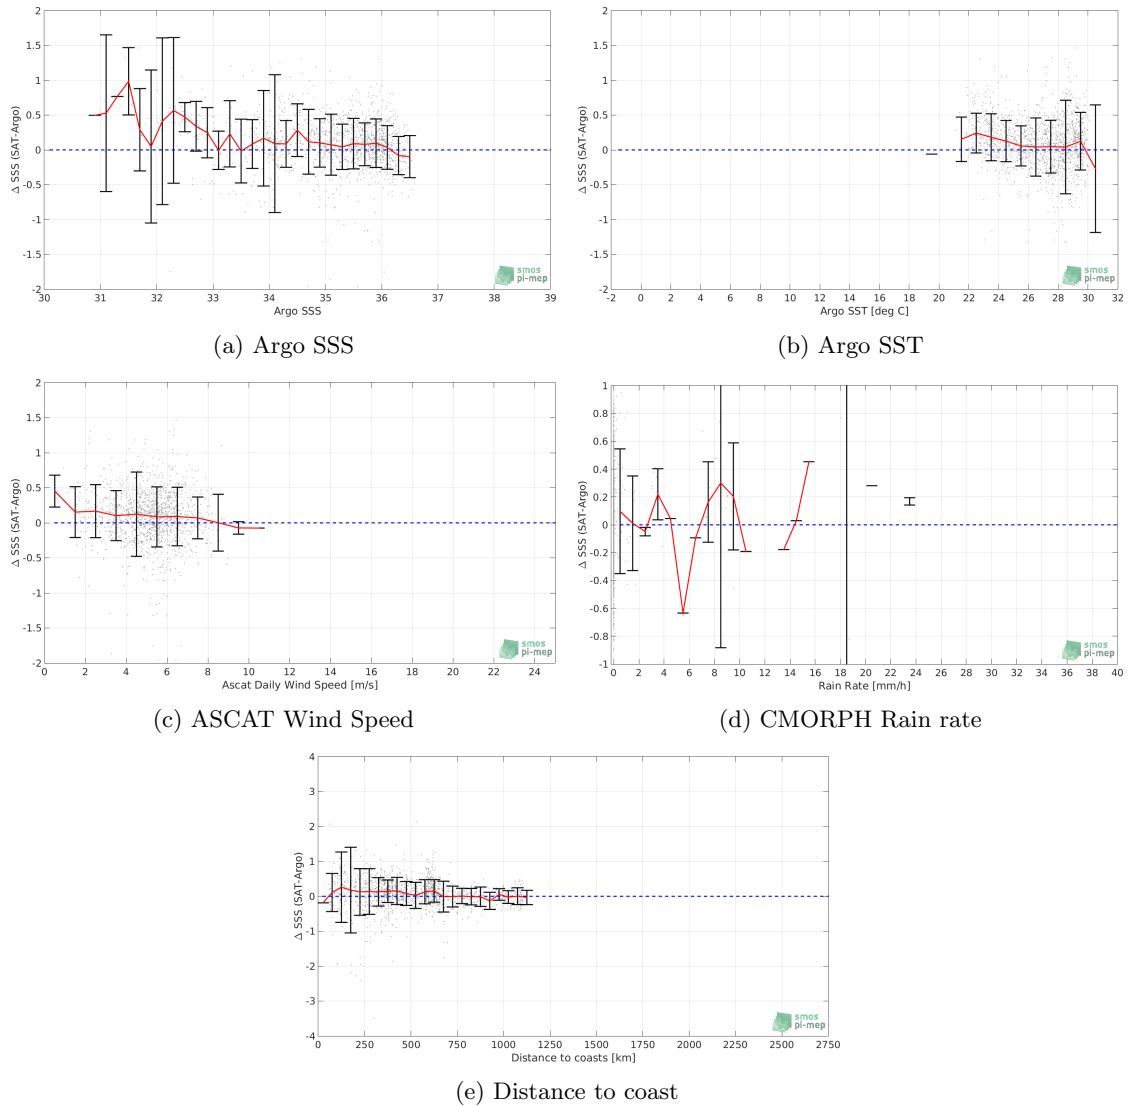 2
1.5
1
0.5
0
-0.5
-1
-1.5
-2
Δ SSS (SAT-Argo)
30 31 32 33 34 35 36 37 38 39
Argo SSS
smos
pi-mep
(a) Argo SSS
2
1.5
1
0.5
0
-0.5
-1
-1.5
-2
Δ SSS (SAT-Argo)
-2 0 2 4 6 8 10 12 14 16 18 20 22 24 26 28 30 32
Argo SST [deg C]
smos
pi-mep
(b) Argo SST
2
1.5
1
0.5
0
-0.5
-1
-1.5
-2
Δ SSS (SAT-Argo)
0 2 4 6 8 10 12 14 16 18 20 22 24
Ascat Daily Wind Speed [m/s]
smos
pi-mep
(c) ASCAT Wind Speed
1
0.8
0.6
0.4
0.2
0
-0.2
-0.4
-0.6
-0.8
-1
Δ SSS (SAT-Argo)
0 2 4 6 8 10 12 14 16 18 20 22 24 26 28 30 32 34 36 38 40
Rain Rate [mm/h]
smos
pi-mep
(d) CMORPH Rain rate
4
3
2
1
0
-1
-2
-3
-4
Δ SSS (SAT-Argo)
0 250 500 750 1000 1250 1500 1750 2000 2250 2500 2750
Distance to coasts [km]
smos
pi-mep
(e) Distance to coast